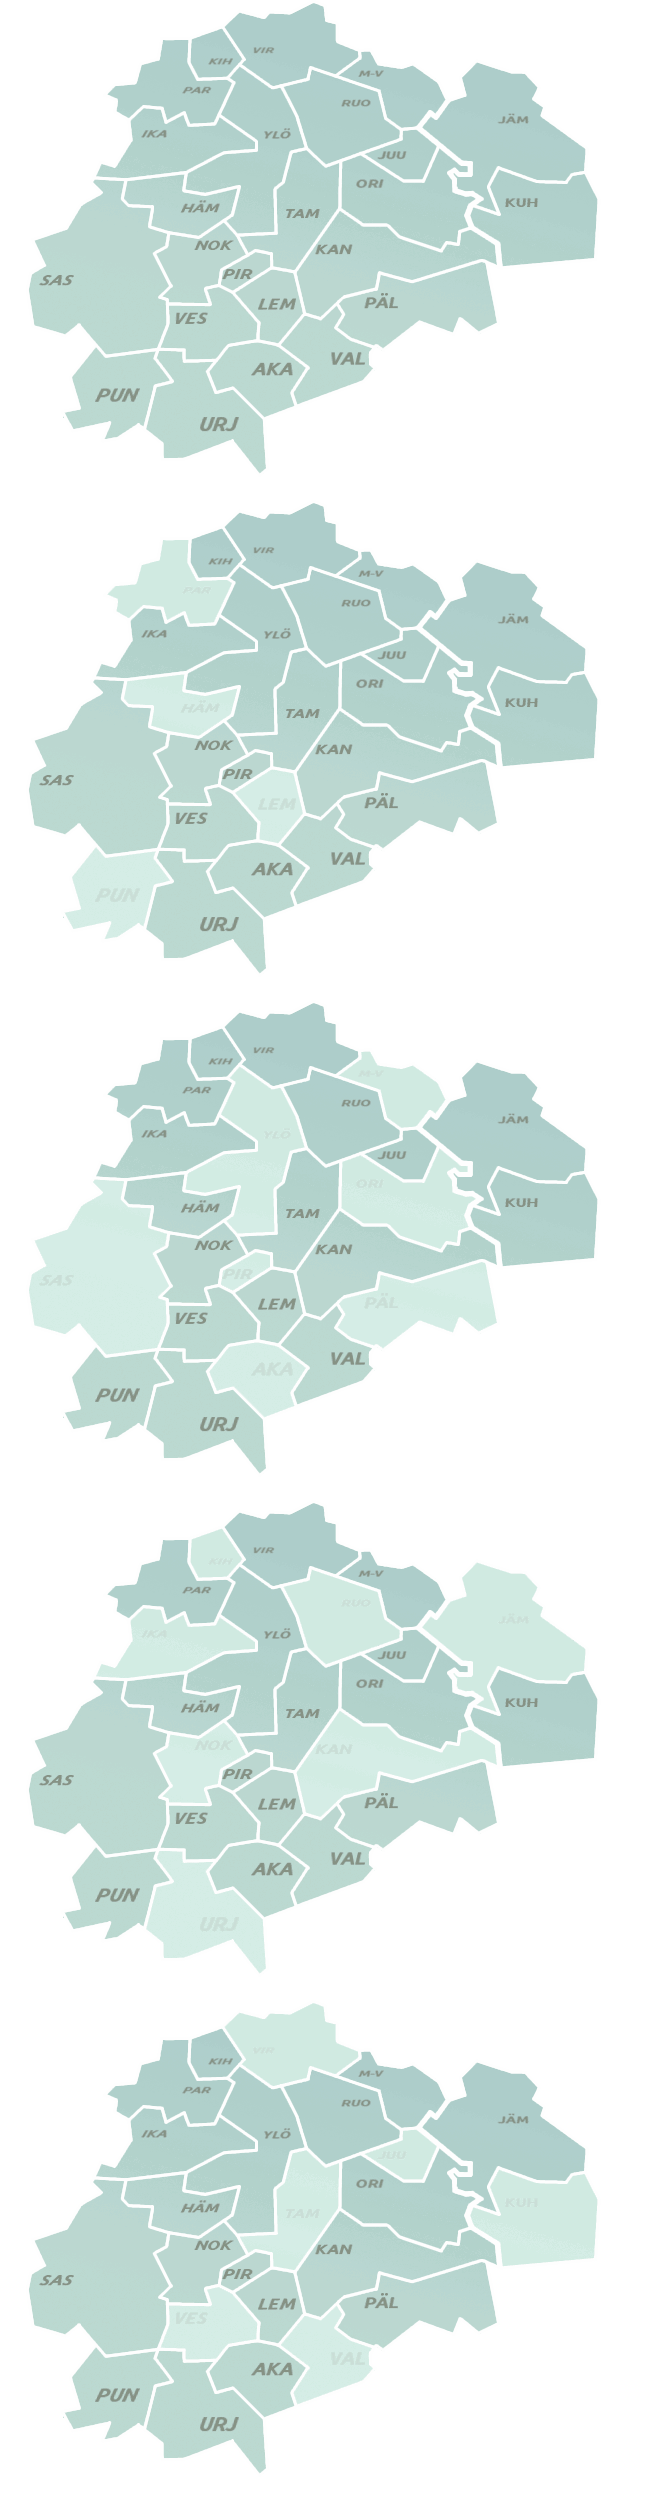 VIR
KIH
M-V
PAR
RUO
JÄM
IKA
YLÖ
JUU
ORI
KUH
HÄM
TAM
NOK
KAN
PIR
SAS
LEM
PÄL
VES
VAL
AKA
PUN
URJ
VIR
KIH
M-V
PAR
RUO
JÄM
IKA
YLÖ
JUU
ORI
KUH
HÄM
TAM
NOK
KAN
PIR
SAS
LEM
PÄL
VES
VAL
AKA
PUN
URJ
VIR
KIH
M-V
PAR
RUO
JÄM
IKA
YLÖ
JUU
ORI
KUH
HÄM
TAM
NOK
KAN
PIR
SAS
LEM
PÄL
VES
VAL
AKA
PUN
URJ
VIR
KIH
M-V
PAR
RUO
JÄM
IKA
YLÖ
JUU
ORI
KUH
HÄM
TAM
NOK
KAN
PIR
SAS
LEM
PÄL
VES
VAL
AKA
PUN
URJ
VIR
KIH
M-V
PAR
RUO
JÄM
IKA
YLÖ
JUU
ORI
KUH
HÄM
TAM
NOK
KAN
PIR
SAS
LEM
PÄL
VES
VAL
AKA
PUN
URJ